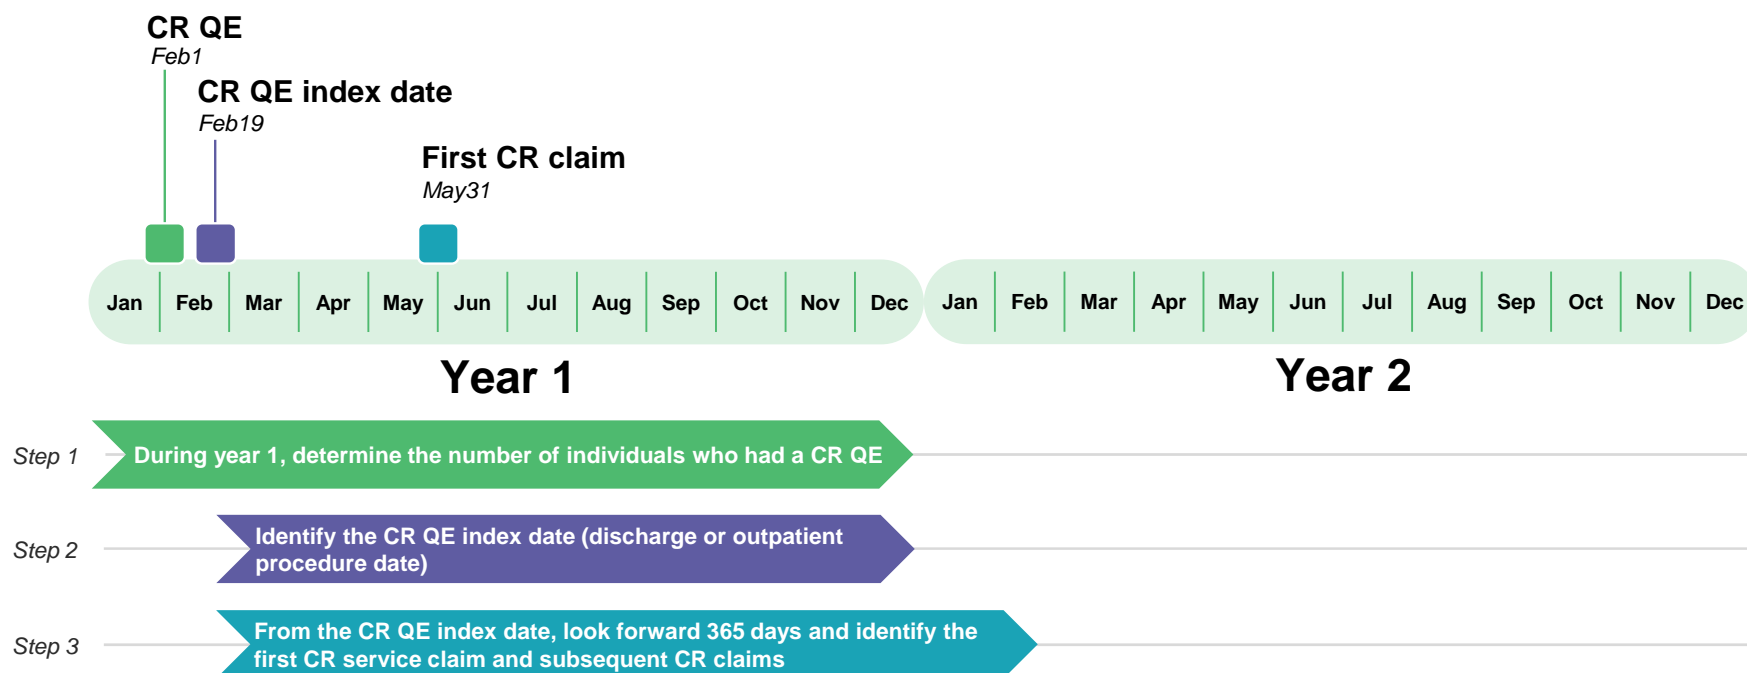 CR QE
Feb1
CR QE index date
Feb19
First CR claim
May31
Jan Feb Mar Apr May Jun Jul Aug Sep Oct Nov Dec Jan Feb Mar Apr May Jun Jul Aug Sep Oct Nov Dec
Year 1 Year 2
Step 1 During year 1, determine the number of individuals who had a CR QE
Step 2 Identify the CR QE index date (discharge or outpatient
procedure date)
Step 3 From the CR QE index date, look forward 365 days and identify the
first CR service claim and subsequent CR claims